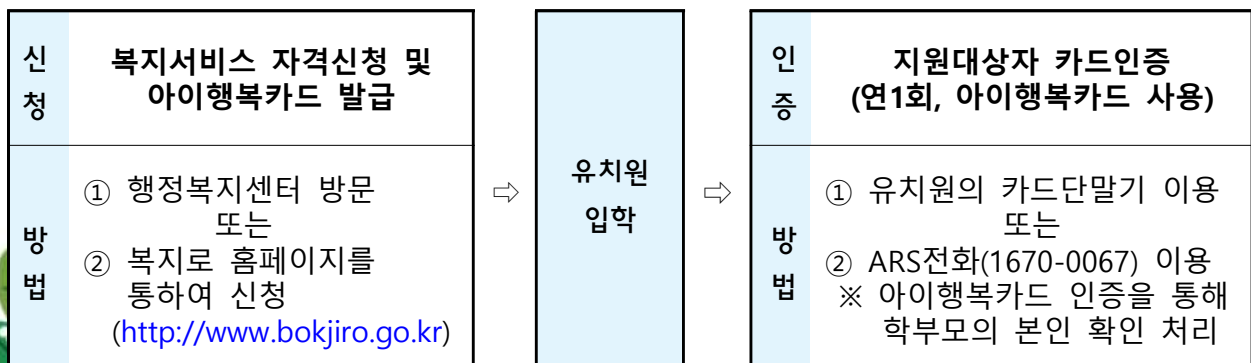 신청
복지서비스 자격신청 및
아이행복카드 발급
방법
① 행정복지센터 방문
또는
② 복지로 홈페이지를
통하여 신청
(http://www.bokjiro.go.kr)
⇨
유치원
입학
⇨
인증
지원대상자 카드인증
(연1회, 아이행복카드 사용)
방법
① 유치원의 카드단말기 이용
또는
② ARS전화(1670-0067) 이용
※ 아이행복카드 인증을 통해
학부모의 본인 확인 처리